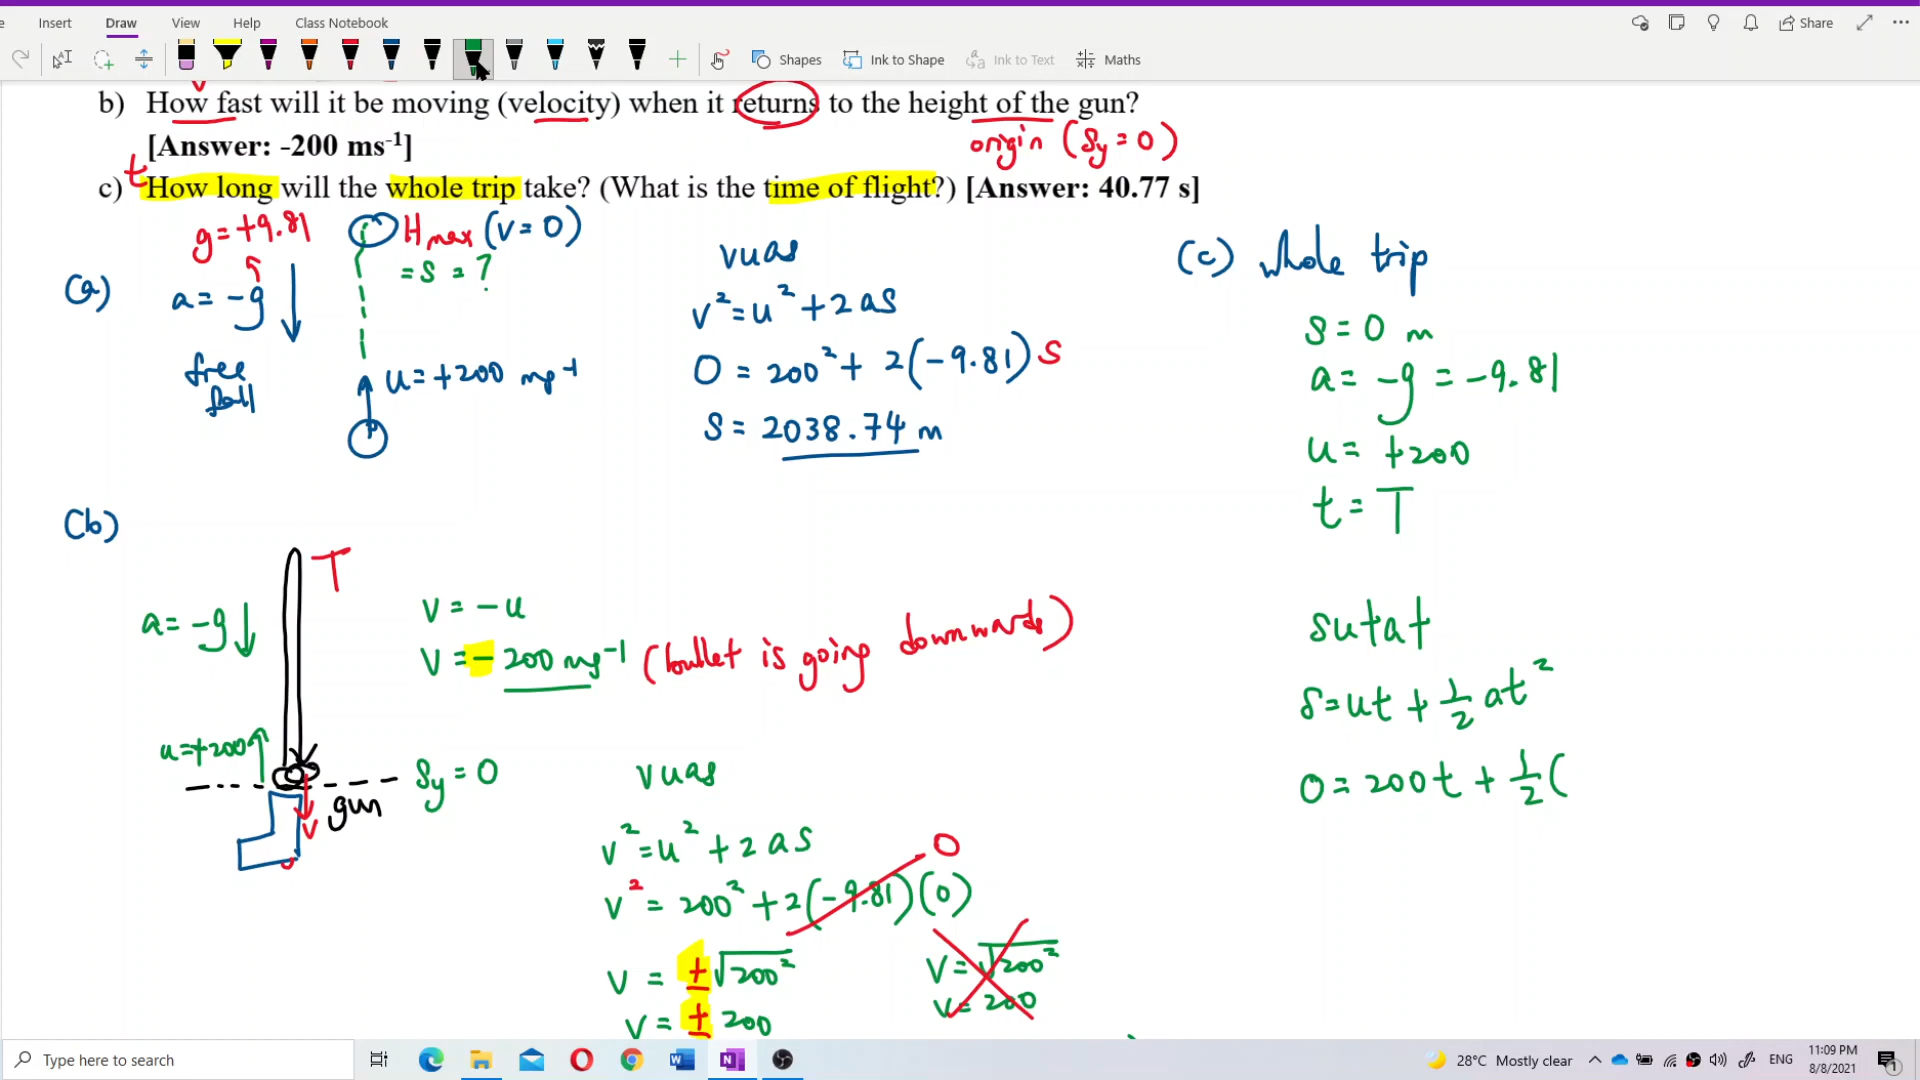 Insert Draw View Help Class Notebook Share
Shapes Ink to Shape Ink to Text Maths
b) How fast will it be moving (velocity) when it returns to the height of the gun?
[Answer: -200 ms-1]
origin (Sy = 0)
t
c) How long will the whole trip take? (What is the time of flight?) [Answer: 40.77 s]
g = +9.81
Hmax (v = 0)
= s = ?
(a)
a = -g
free fall
u = +200 ms-1
vuas
v² = u² + 2as
0 = 200² + 2(-9.81)s
s = 2038.74 m
(c) whole trip
s = 0 m
a = -g = -9.81
u = +200
t = T
sutat
s = ut + 1/2 at²
0 = 200t + 1/2 (
(b)
T
a = -g
u = +200
v
gun
Sy = 0
v = -u
v = - 200 ms-1 (bullet is going downwards)
vuas
v² = u² + 2as
v² = 200² + 2(-9.81)(0)
0
v = ± √200²
v = ± 200
v = √200²
v = 200
Type here to search
28°C Mostly clear
ENG
11:09 PM
8/8/2021
1